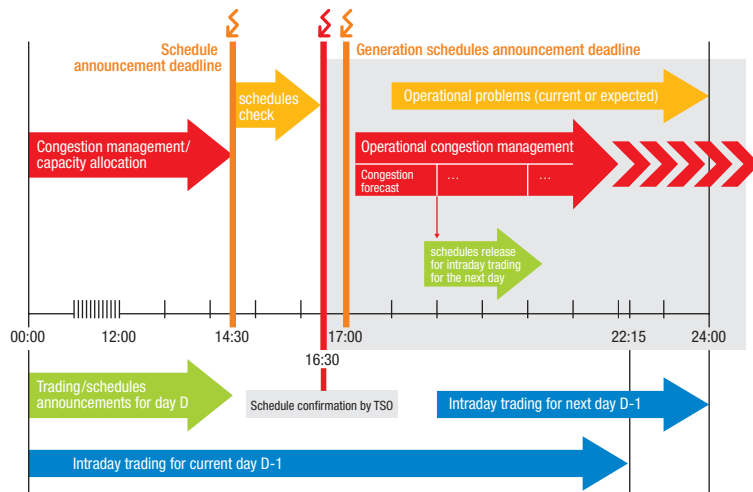 Schedule
announcement deadline
Generation schedules announcement deadline
schedules
check
Operational problems (current or expected)
Congestion management/
capacity allocation
Operational congestion management
Congestion
forecast
...
...
schedules release
for intraday trading
for the next day
00:00
12:00
14:30
17:00
22:15
24:00
16:30
Trading/schedules
announcements for day D
Schedule confirmation by TSO
Intraday trading for next day D-1
Intraday trading for current day D-1